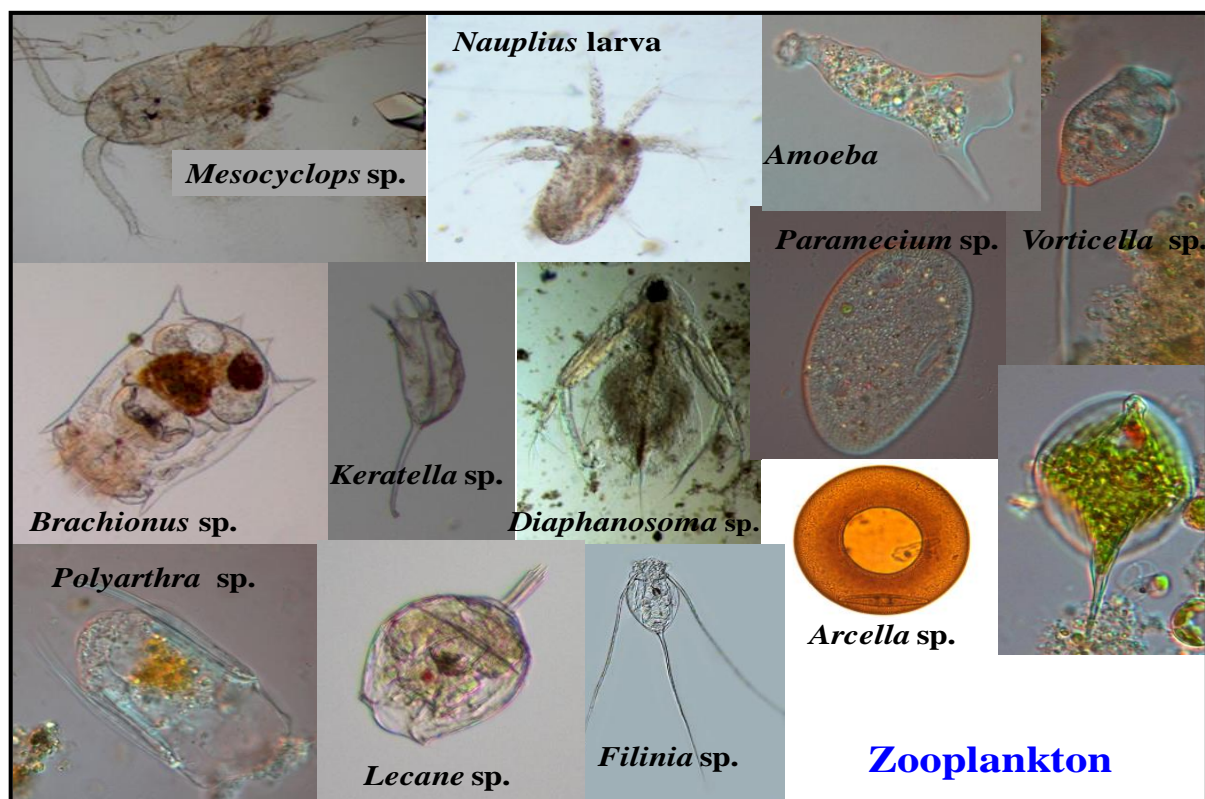 Nauplius larva
Mesocyclops sp.
Amoeba
Paramecium sp.
Vorticella sp.
Brachionus sp.
Keratella sp.
Diaphanosoma sp.
Polyarthra sp.
Lecane sp.
Filinia sp.
Arcella sp.
Zooplankton